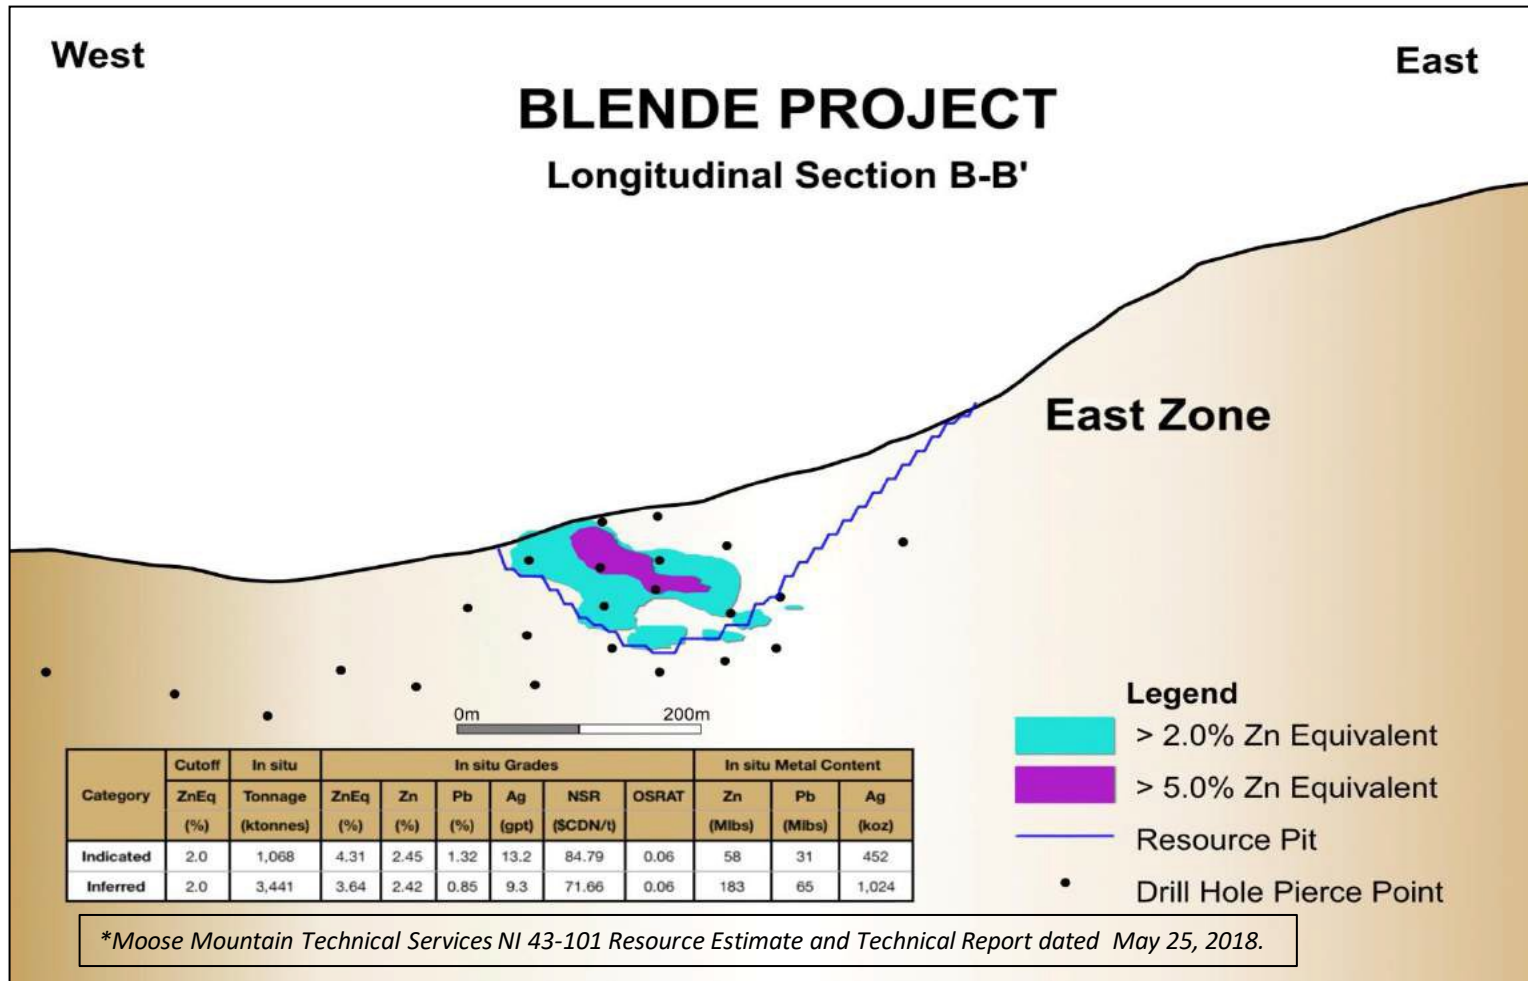 West
East
BLENDE PROJECT
Longitudinal Section B-B'
East Zone
0m 200m
Legend
> 2.0% Zn Equivalent
> 5.0% Zn Equivalent
Resource Pit
Drill Hole Pierce Point
Category Cutoff In situ In situ Grades In situ Metal Content
ZnEq Tonnage ZnEq Zn Pb Ag NSR OSRAT Zn Pb Ag
(%) (ktonnes) (%) (%) (%) (gpt) ($CDN/t) (Mlbs) (Mlbs) (koz)
Indicated 2.0 1,068 4.31 2.45 1.32 13.2 84.79 0.06 58 31 452
Inferred 2.0 3,441 3.64 2.42 0.85 9.3 71.66 0.06 183 65 1,024
*Moose Mountain Technical Services NI 43-101 Resource Estimate and Technical Report dated May 25, 2018.